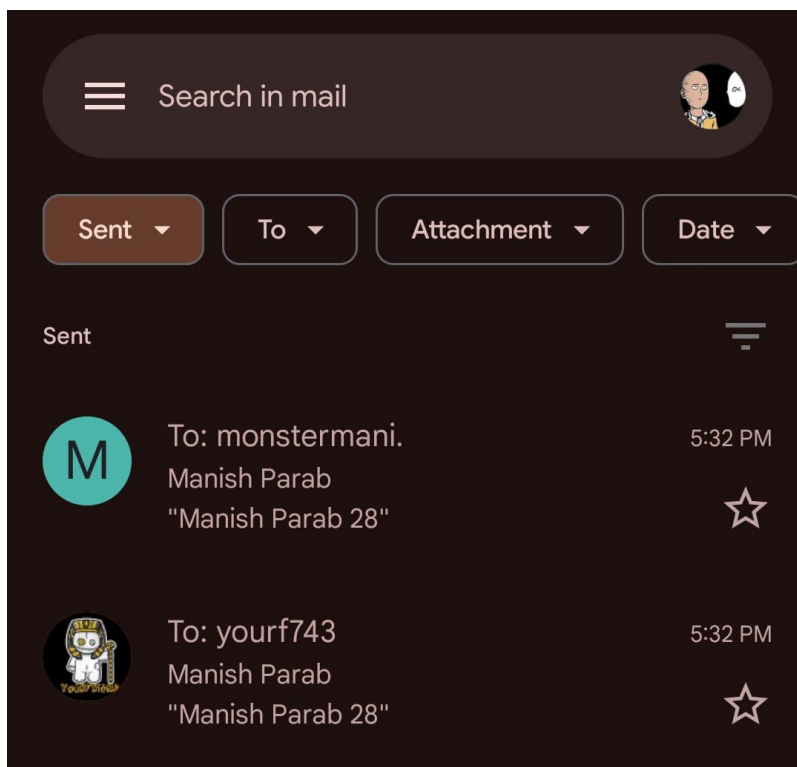 Search in mail
OK
Sent
To
Attachment
Date
Sent
M
To: monstermani.
5:32 PM
Manish Parab
"Manish Parab 28"
To: yourf743
5:32 PM
Manish Parab
"Manish Parab 28"